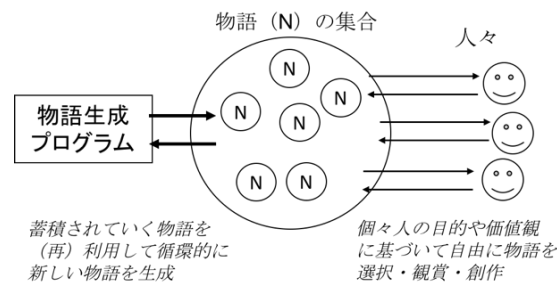 物語（N）の集合
人々
N
N
N
N
N
N
物語生成
プログラム
蓄積されていく物語を
（再）利用して循環的に
新しい物語を生成
個々人の目的や価値観
に基づいて自由に物語を
選択・観賞・創作